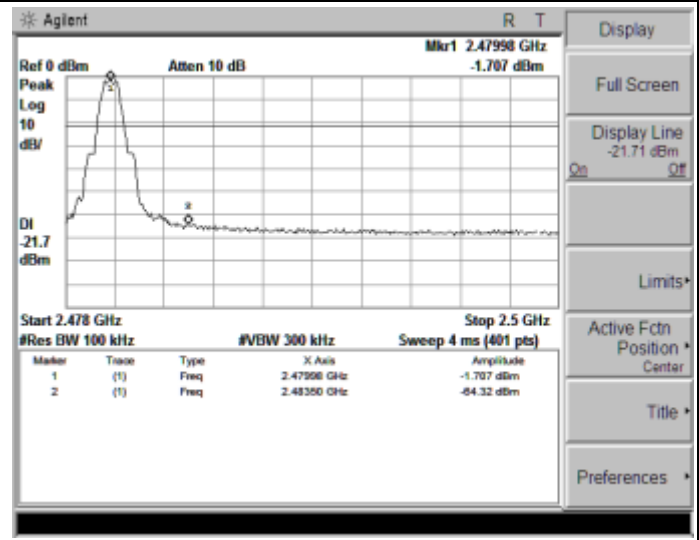 Agilent R T
Mkr1 2.47998 GHz
Ref 0 dBm Atten 10 dB -1.707 dBm
Peak
Log
10
dB/
1
2
DI
-21.7
dBm
Start 2.478 GHz Stop 2.5 GHz
#Res BW 100 kHz #VBW 300 kHz Sweep 4 ms (401 pts)
Marker Trace Type X Axis Amplitude
1 (1) Freq 2.47998 GHz -1.707 dBm
2 (1) Freq 2.48350 GHz -64.32 dBm
Display
Full Screen
Display Line
-21.71 dBm
On Off
Limits
Active Fctn
Position
Center
Title
Preferences